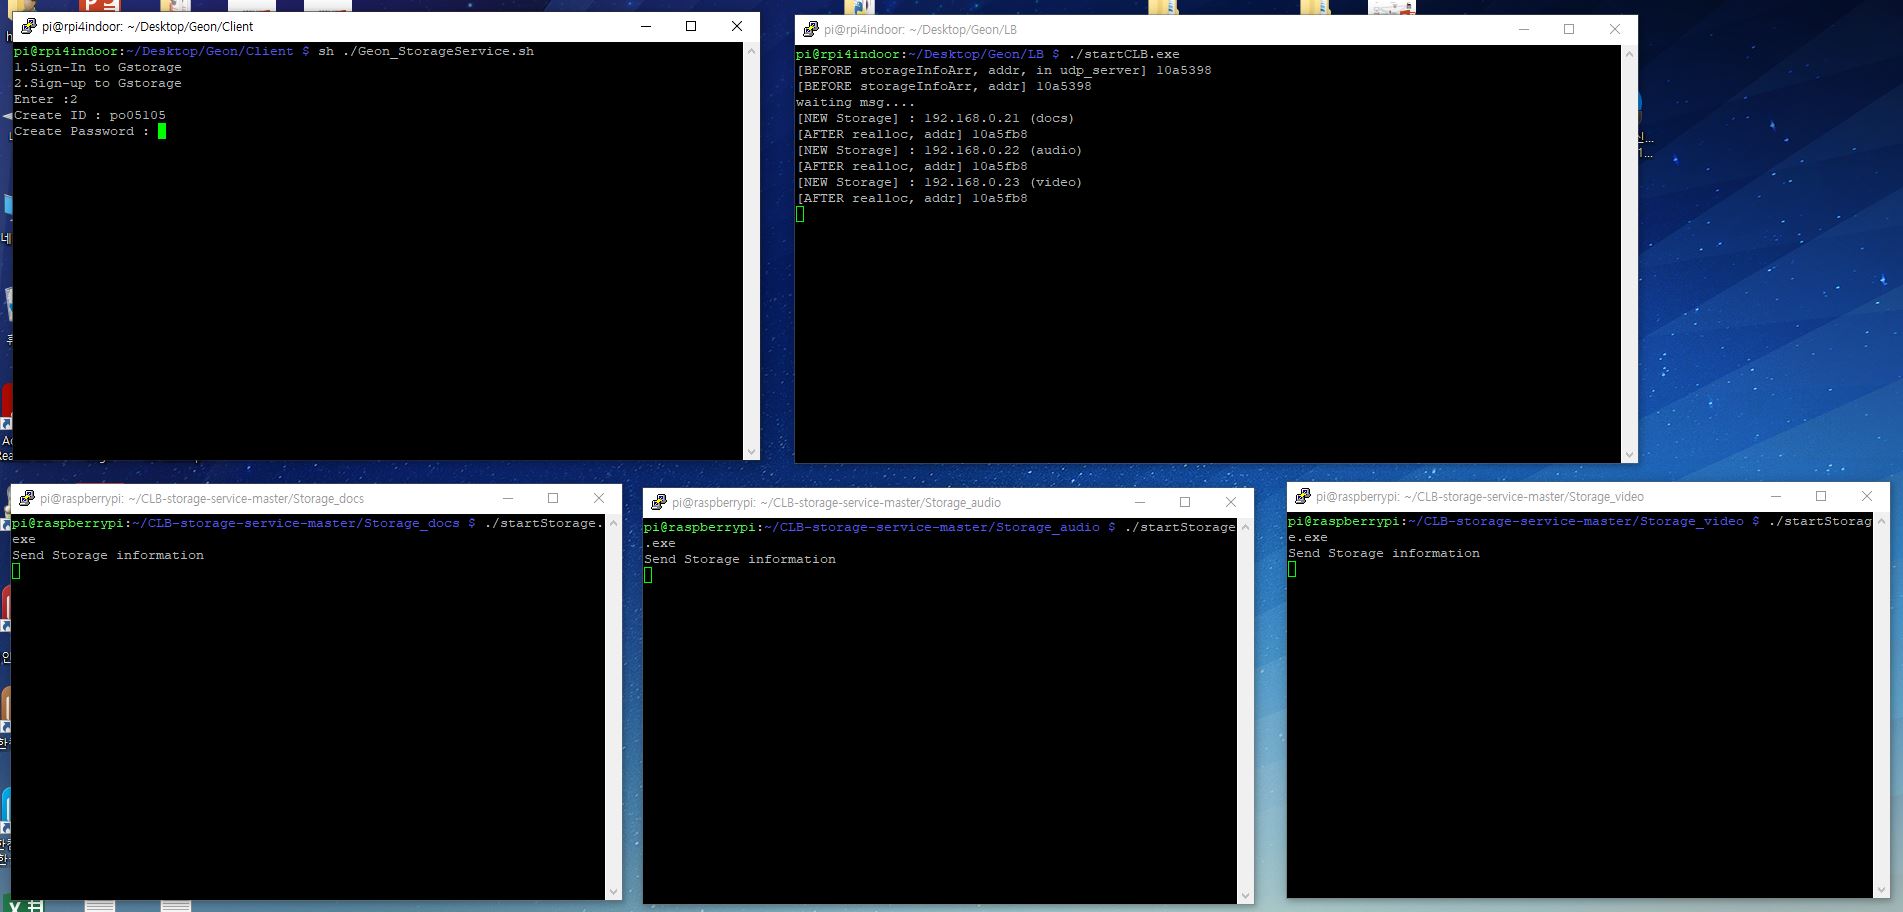 pi@rpi4indoor: ~/Desktop/Geon/Client
pi@rpi4indoor:~/Desktop/Geon/Client $ sh ./Geon_StorageService.sh
1.Sign-In to Gstorage
2.Sign-up to Gstorage
Enter :2
Create ID : po05105
Create Password :
pi@rpi4indoor: ~/Desktop/Geon/LB
pi@rpi4indoor:~/Desktop/Geon/LB $ ./startCLB.exe
[BEFORE storageInfoArr, addr, in udp_server] 10a5398
[BEFORE storageInfoArr, addr] 10a5398
waiting msg....
[NEW Storage] : 192.168.0.21 (docs)
[AFTER realloc, addr] 10a5fb8
[NEW Storage] : 192.168.0.22 (audio)
[AFTER realloc, addr] 10a5fb8
[NEW Storage] : 192.168.0.23 (video)
[AFTER realloc, addr] 10a5fb8
pi@raspberrypi: ~/CLB-storage-service-master/Storage_docs
pi@raspberrypi:~/CLB-storage-service-master/Storage_docs $ ./startStorage.
exe
Send Storage information
pi@raspberrypi: ~/CLB-storage-service-master/Storage_audio
pi@raspberrypi:~/CLB-storage-service-master/Storage_audio $ ./startStorage
.exe
Send Storage information
pi@raspberrypi: ~/CLB-storage-service-master/Storage_video
pi@raspberrypi:~/CLB-storage-service-master/Storage_video $ ./startStorag
e.exe
Send Storage information